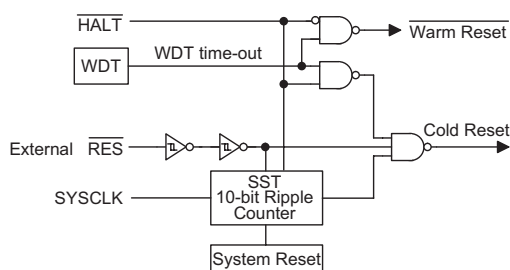 HALT
Warm Reset
WDT time-out
WDT
Cold Reset
External RES
SST
10-bit Ripple
Counter
SYSCLK
System Reset